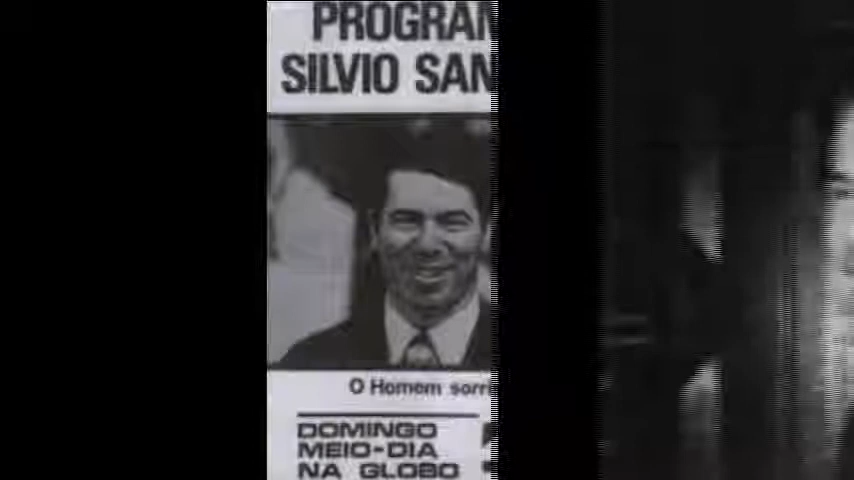 PROGRAM
SILVIO SAN
O Homem sorri
DOMINGO
MEIO-DIA
NA GLOBO